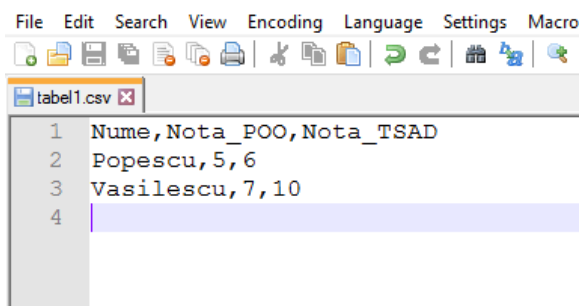 File Edit Search View Encoding Language Settings Macro
tabel1.csv
1 Nume,Nota_POO,Nota_TSAD
2 Popescu,5,6
3 Vasilescu,7,10
4